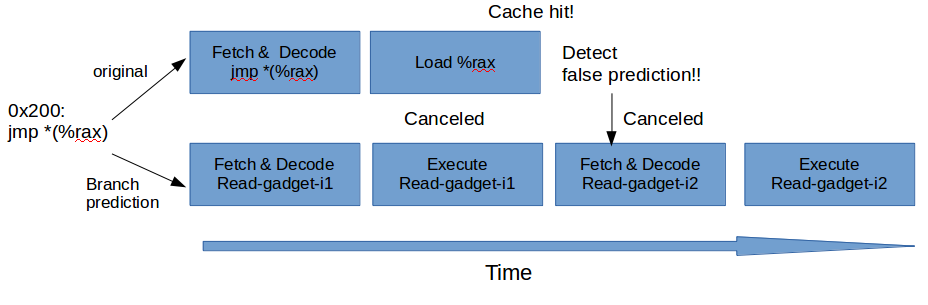 Cache hit!
Fetch & Decode
jmp *(%rax)
Load %rax
Detect
false prediction!!
original
0x200:
jmp *(%rax)
Canceled
Canceled
Branch
prediction
Fetch & Decode
Read-gadget-i1
Execute
Read-gadget-i1
Fetch & Decode
Read-gadget-i2
Execute
Read-gadget-i2
Time